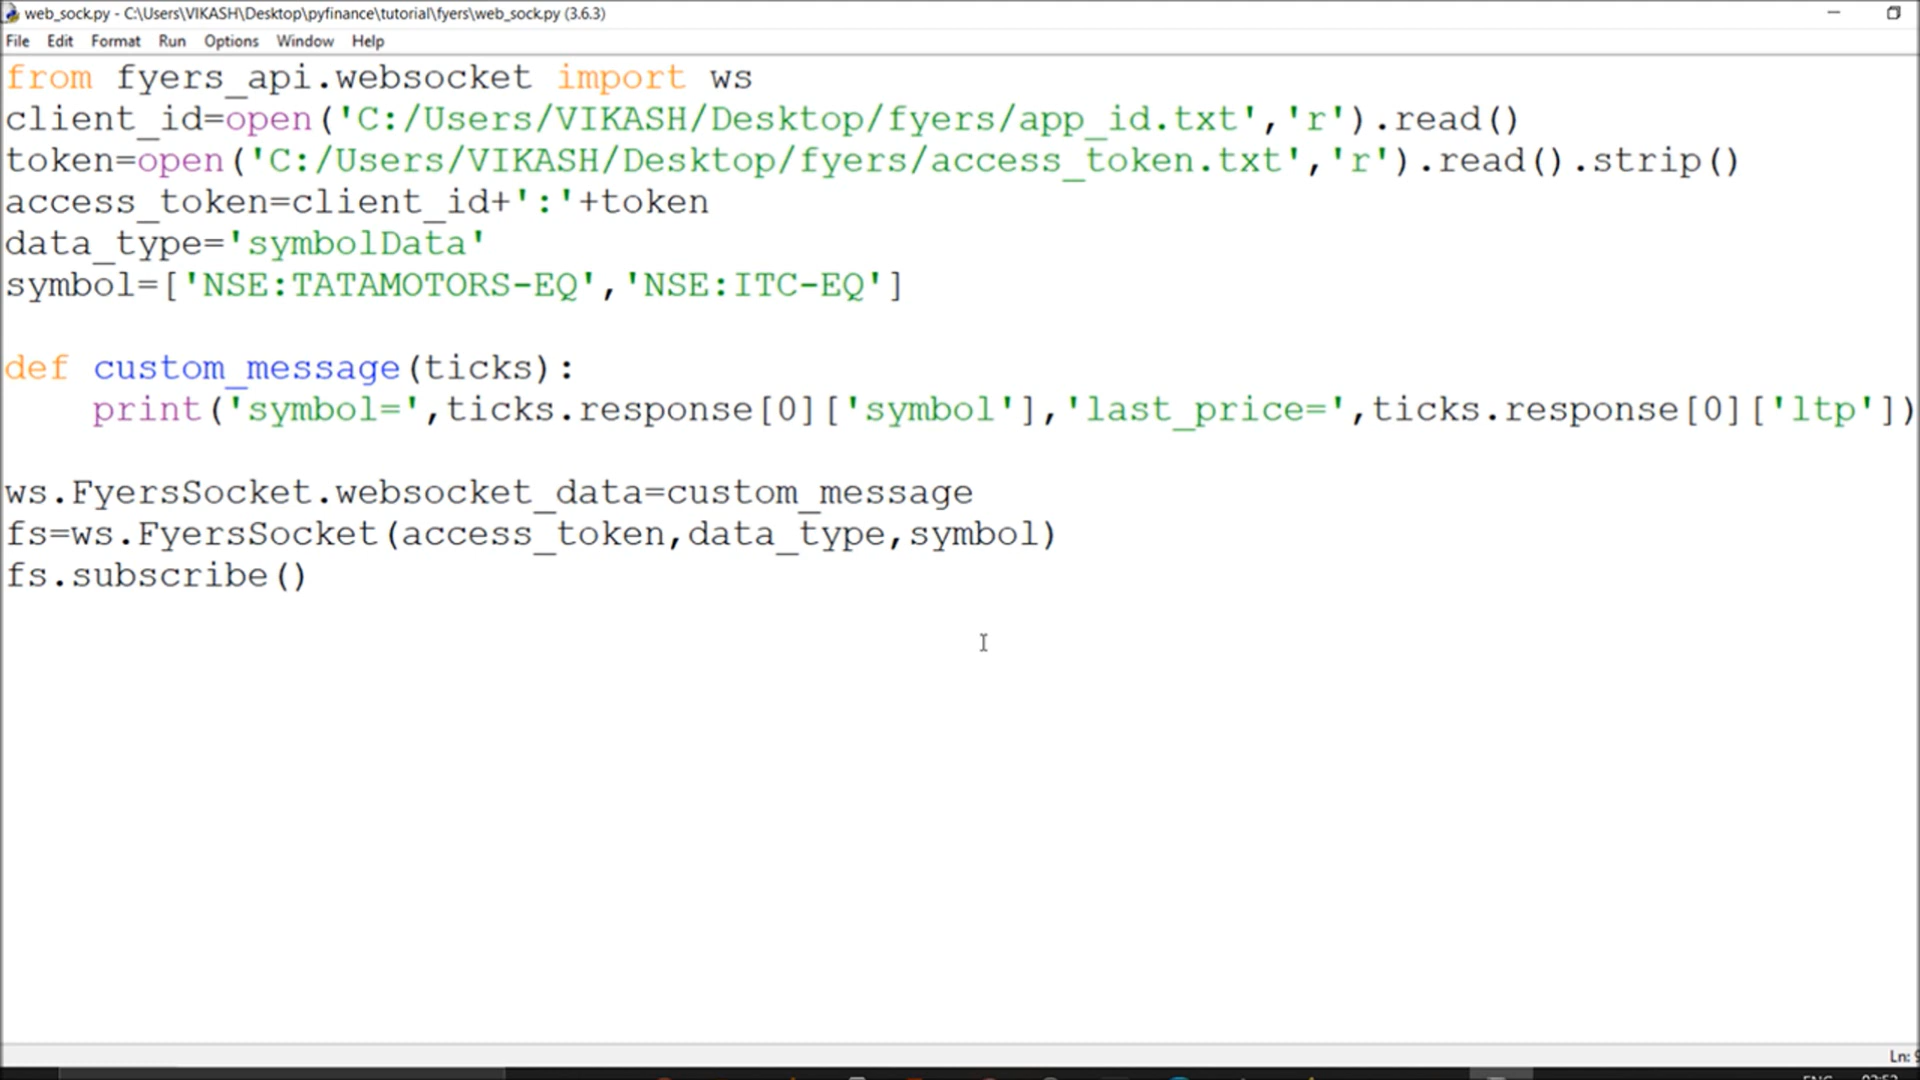 web_sock.py - C:\Users\VIKASH\Desktop\pyfinance\tutorial\fyers\web_sock.py (3.6.3)
File Edit Format Run Options Window Help
from fyers_api.websocket import ws
client_id=open('C:/Users/VIKASH/Desktop/fyers/app_id.txt','r').read()
token=open('C:/Users/VIKASH/Desktop/fyers/access_token.txt','r').read().strip()
access_token=client_id+':'+token
data_type='symbolData'
symbol=['NSE:TATAMOTORS-EQ','NSE:ITC-EQ']
def custom_message(ticks):
    print('symbol=',ticks.response[0]['symbol'],'last_price=',ticks.response[0]['ltp'])
ws.FyersSocket.websocket_data=custom_message
fs=ws.FyersSocket(access_token,data_type,symbol)
fs.subscribe()
Ln: